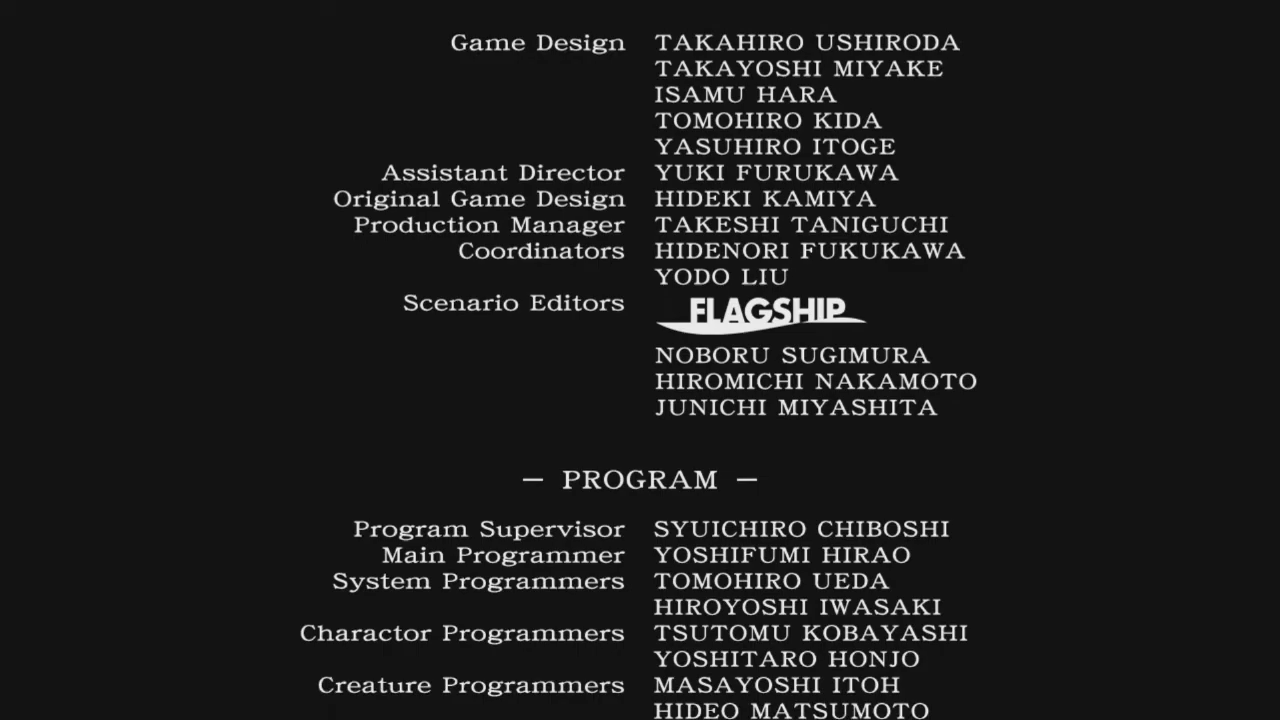 Game Design TAKAHIRO USHIRODA
TAKAYOSHI MIYAKE
ISAMU HARA
TOMOHIRO KIDA
YASUHIRO ITOGE
Assistant Director YUKI FURUKAWA
Original Game Design HIDEKI KAMIYA
Production Manager TAKESHI TANIGUCHI
Coordinators HIDENORI FUKUKAWA
YODO LIU
Scenario Editors FLAGSHIP
NOBORU SUGIMURA
HIROMICHI NAKAMOTO
JUNICHI MIYASHITA
— PROGRAM —
Program Supervisor SYUICHIRO CHIBOSHI
Main Programmer YOSHIFUMI HIRAO
System Programmers TOMOHIRO UEDA
HIROYOSHI IWASAKI
Charactor Programmers TSUTOMU KOBAYASHI
YOSHITARO HONJO
Creature Programmers MASAYOSHI ITOH
HIDEO MATSUMOTO